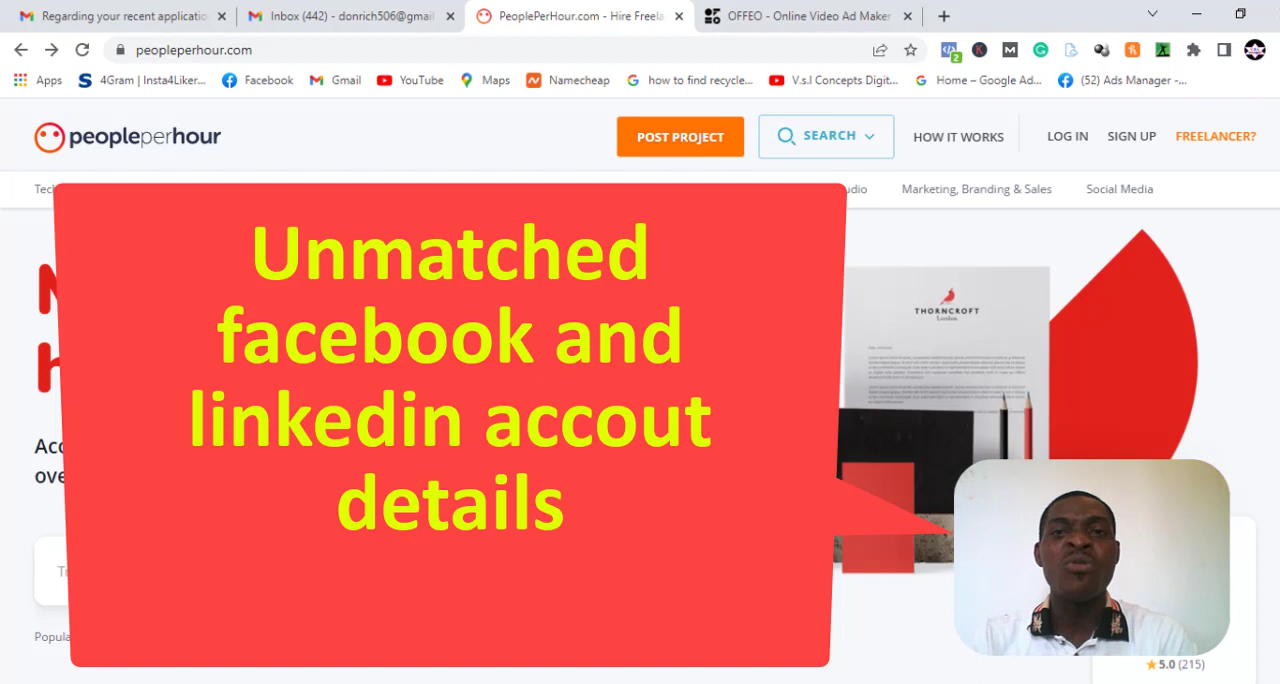 Regarding your recent applicatio
Inbox (442) - donrich506@gmail
PeoplePerHour.com - Hire Freela
OFFEO - Online Video Ad Maker
peopleperhour.com
2
Apps
4Gram | Insta4Liker...
Facebook
Gmail
YouTube
Maps
Namecheap
how to find recycle...
V.s.I Concepts Digit...
Home – Google Ad...
(52) Ads Manager -...
peopleperhour
POST PROJECT
SEARCH
HOW IT WORKS
LOG IN
SIGN UP
FREELANCER?
Marketing, Branding & Sales
Social Media
Unmatched
facebook and
linkedin accout
details
THORNCROFT
London
5.0 (215)